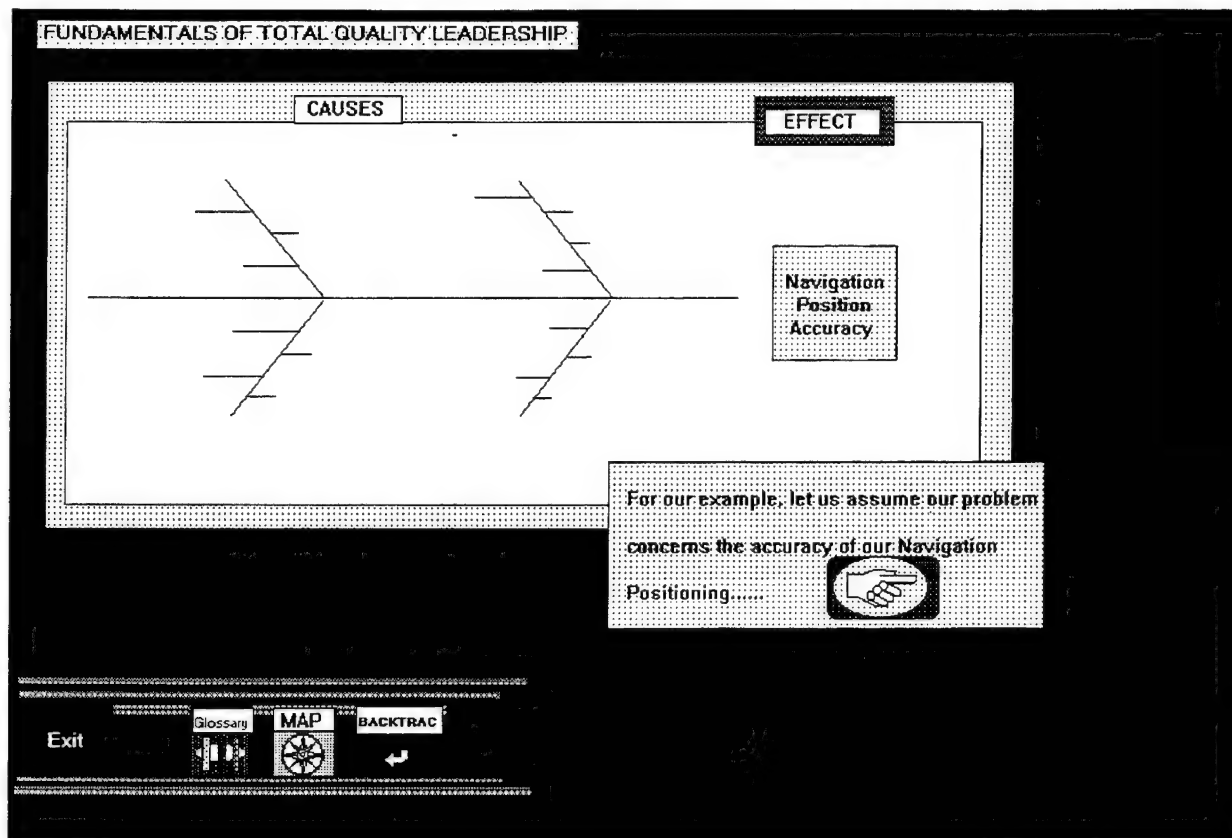 FUNDAMENTALS OF TOTAL QUALITY LEADERSHIP
CAUSES
EFFECT
Navigation
Position
Accuracy
For our example, let us assume our problem
concerns the accuracy of our Navigation
Positioning......
Exit
Glossary
MAP
BACKTRAC